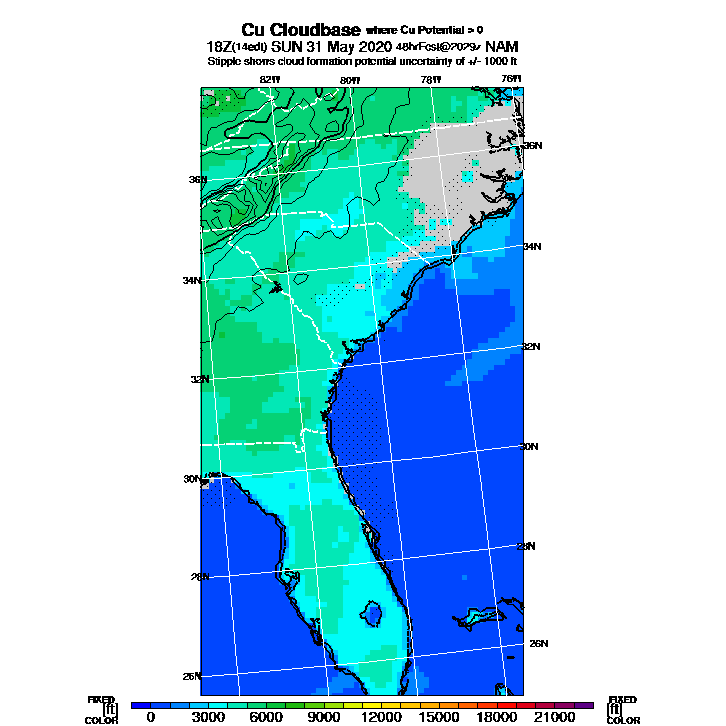 Cu Cloudbase where Cu Potential > 0
18Z(14edt) SUN 31 May 2020 48hrFcst@2029z NAM
Stipple shows cloud formation potential uncertainty of +/- 1000 ft
82W 80W 78W 76W
36N
36N
34N
34N
32N
32N
30N
30N
28N
28N
26N
26N
FIXED FIXED
[ft] [ft]
COLOR COLOR
0 3000 6000 9000 12000 15000 18000 21000